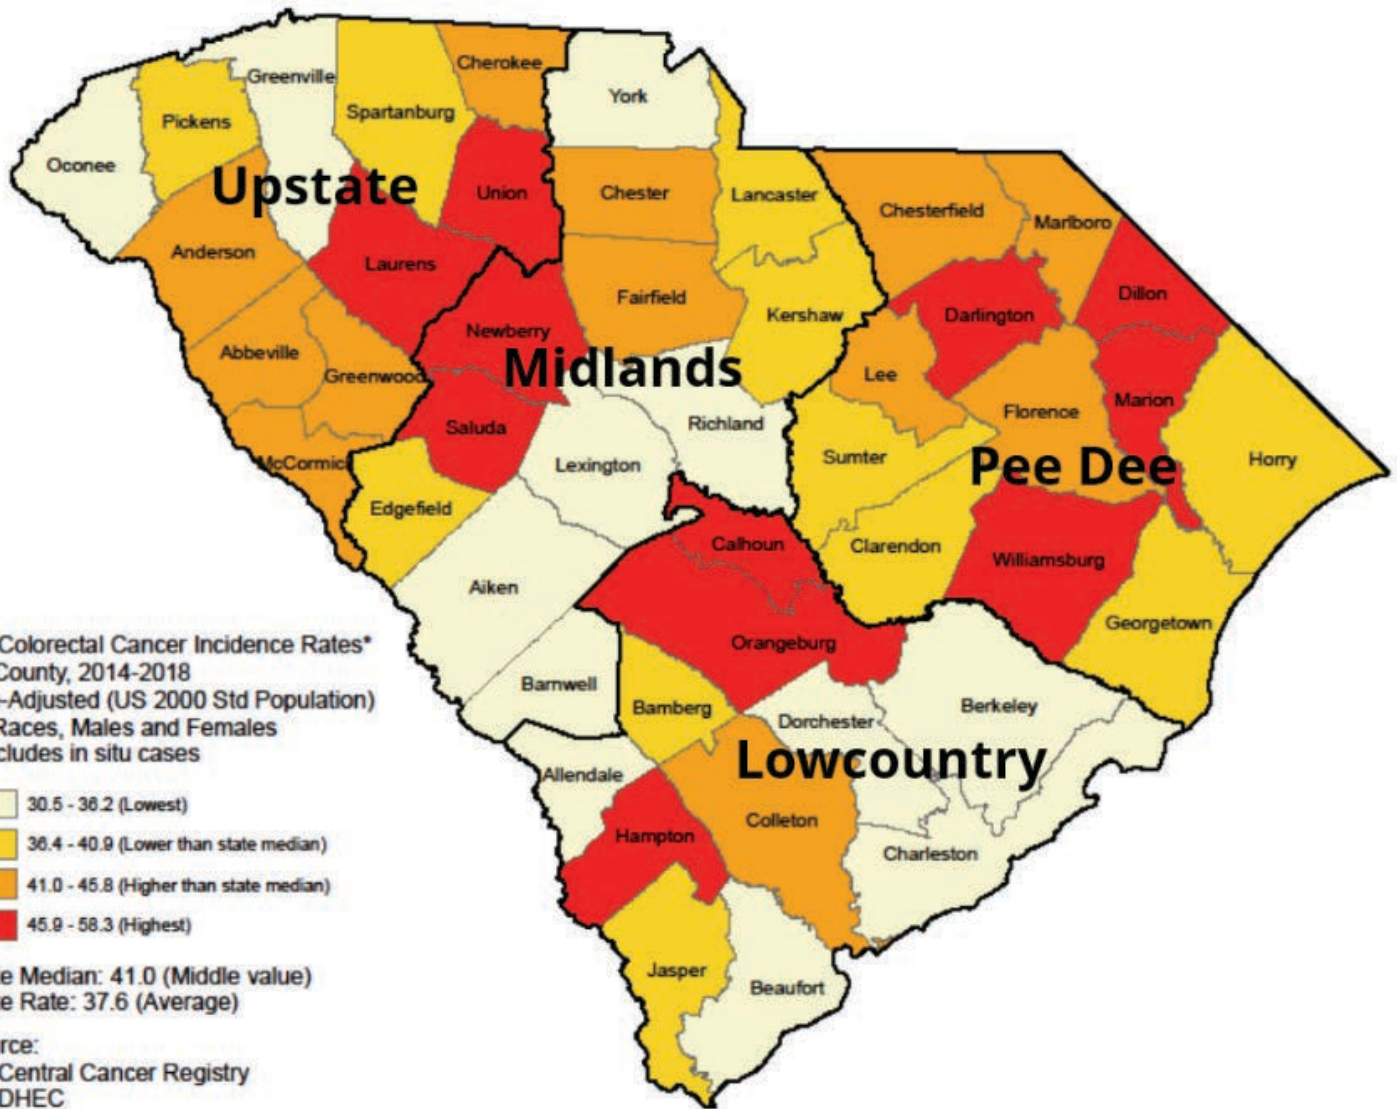 Cherokee
Greenville
York
Spartanburg
Pickens
Oconee
Upstate
Union
Chester
Lancaster
Chesterfield
Marlboro
Anderson
Laurens
Fairfield
Dillon
Kershaw
Darlington
Newberry
Abbeville
Midlands
Greenwood
Lee
Marion
Florence
Richland
Saluda
McCormick
Lexington
Sumter
Pee Dee
Horry
Edgefield
Calhoun
Clarendon
Williamsburg
Aiken
Georgetown
Orangeburg
Barnwell
Bamberg
Dorchester
Berkeley
Lowcountry
Allendale
Hampton
Colleton
Charleston
Jasper
Beaufort
Colorectal Cancer Incidence Rates*
County, 2014-2018
-Adjusted (US 2000 Std Population)
Races, Males and Females
cludes in situ cases
30.5 - 36.2 (Lowest)
36.4 - 40.9 (Lower than state median)
41.0 - 45.8 (Higher than state median)
45.9 - 58.3 (Highest)
te Median: 41.0 (Middle value)
te Rate: 37.6 (Average)
rce:
Central Cancer Registry
DHEC